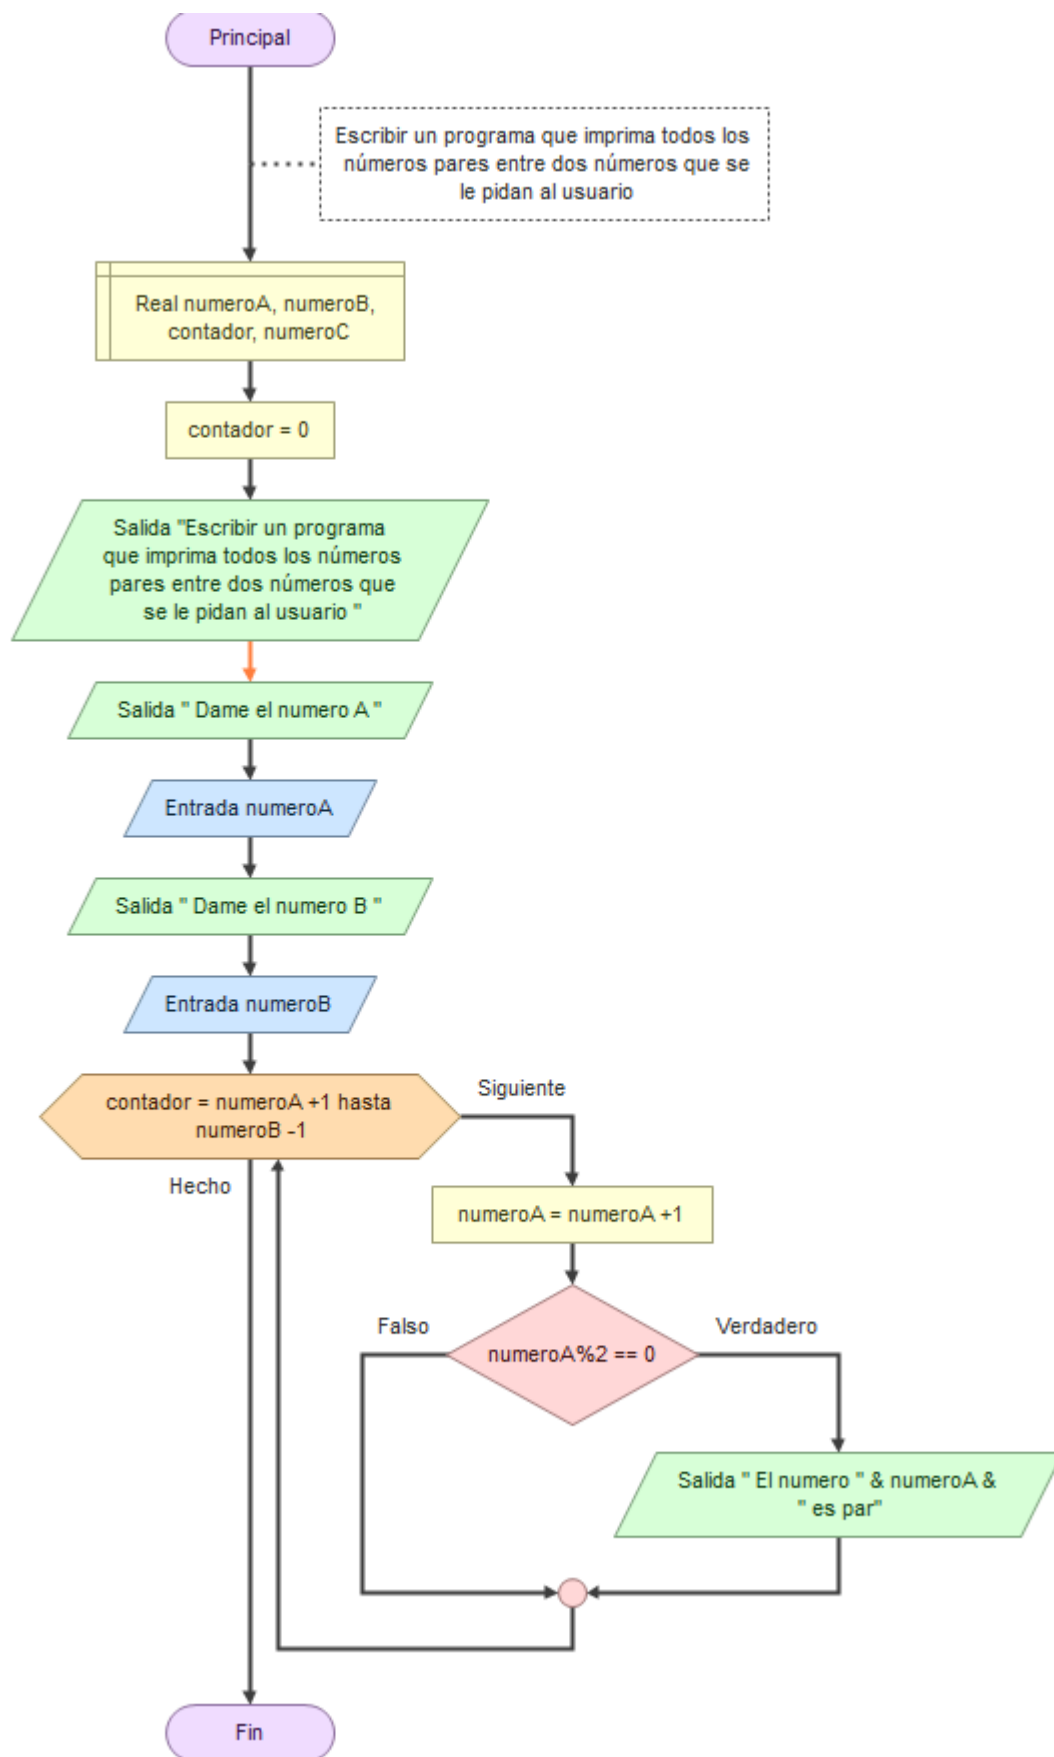 Principal
Escribir un programa que imprima todos los
números pares entre dos números que se
le pidan al usuario
Real numeroA, numeroB,
contador, numeroC
contador = 0
Salida "Escribir un programa
que imprima todos los números
pares entre dos números que
se le pidan al usuario "
Salida " Dame el numero A "
Entrada numeroA
Salida " Dame el numero B "
Entrada numeroB
contador = numeroA +1 hasta
numeroB -1
Siguiente
Hecho
numeroA = numeroA +1
Falso
Verdadero
numeroA%2 == 0
Salida " El numero " & numeroA &
" es par"
Fin